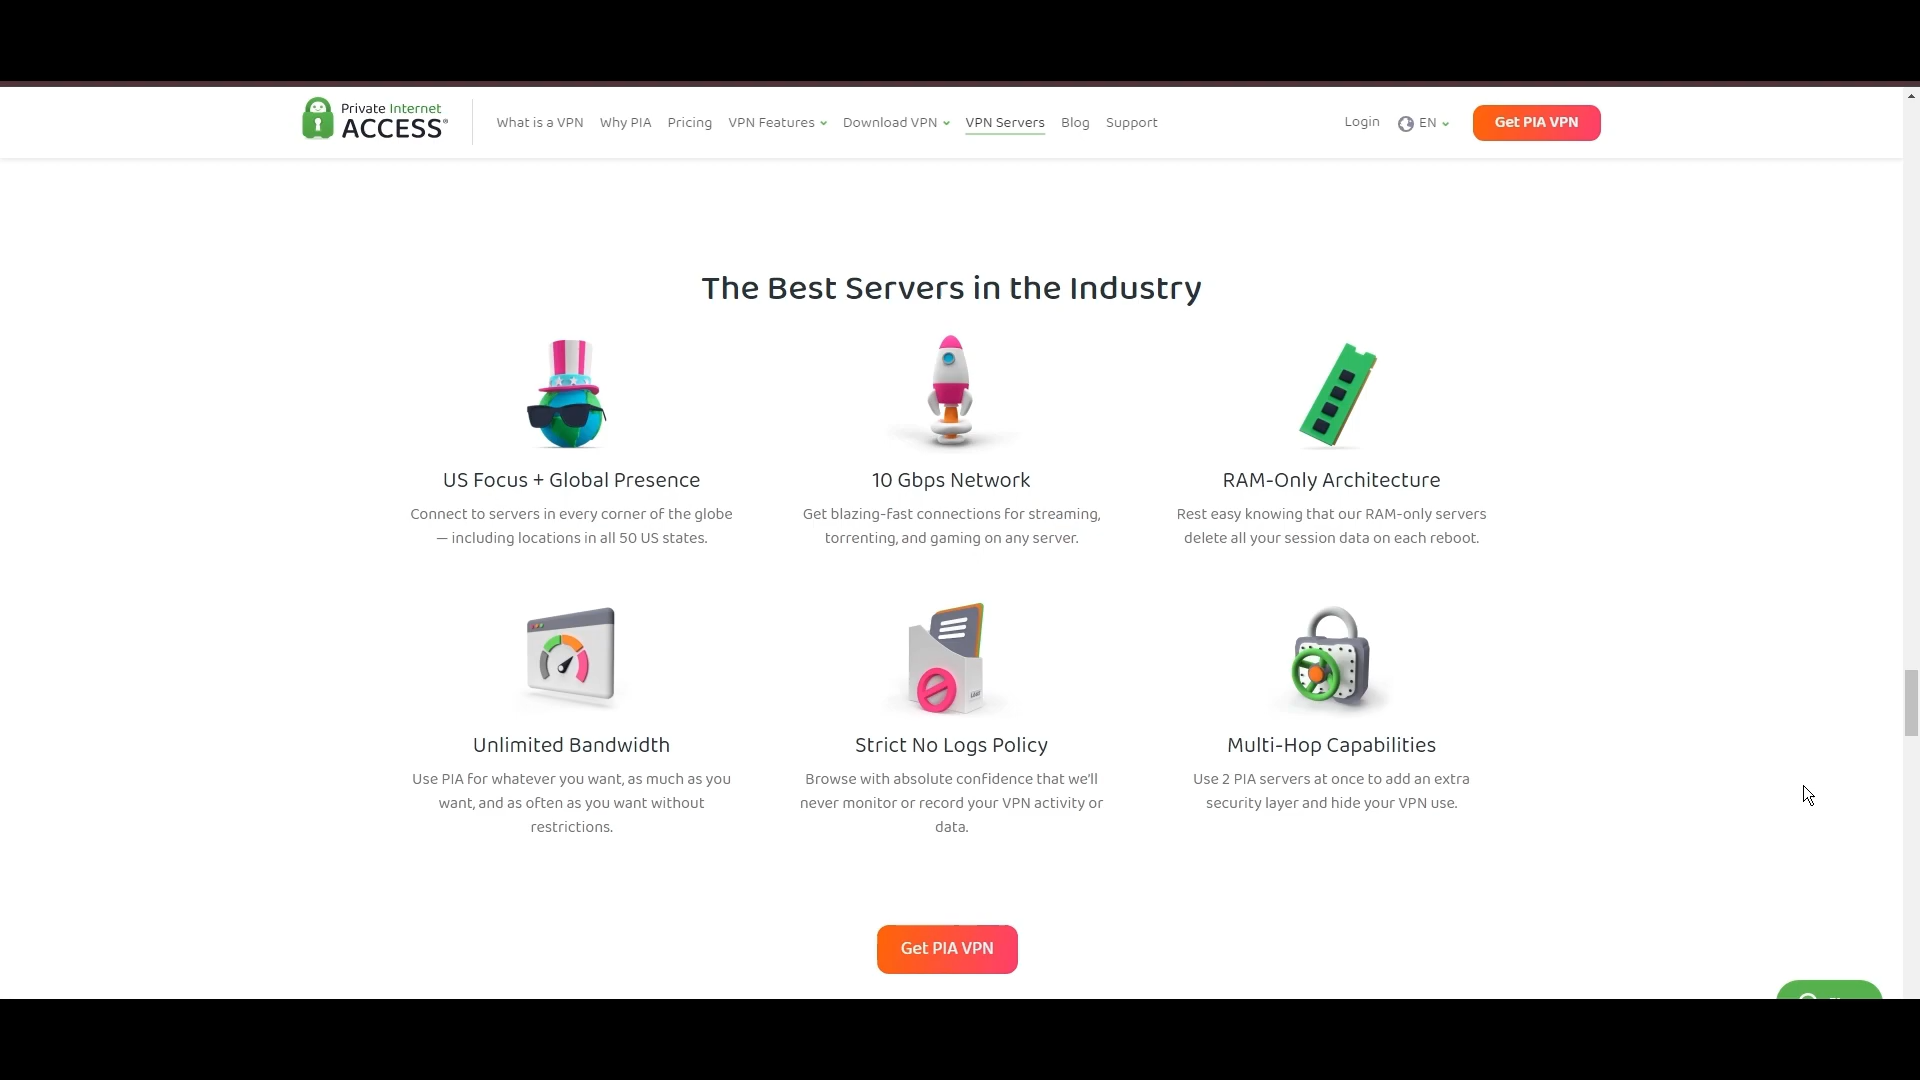 Private Internet
ACCESS®
What is a VPN Why PIA Pricing VPN Features Download VPN VPN Servers Blog Support Login EN Get PIA VPN
The Best Servers in the Industry
US Focus + Global Presence
Connect to servers in every corner of the globe
— including locations in all 50 US states.
10 Gbps Network
Get blazing-fast connections for streaming,
torrenting, and gaming on any server.
RAM-Only Architecture
Rest easy knowing that our RAM-only servers
delete all your session data on each reboot.
Unlimited Bandwidth
Use PIA for whatever you want, as much as you
want, and as often as you want without
restrictions.
Strict No Logs Policy
Browse with absolute confidence that we'll
never monitor or record your VPN activity or
data.
Multi-Hop Capabilities
Use 2 PIA servers at once to add an extra
security layer and hide your VPN use.
Get PIA VPN